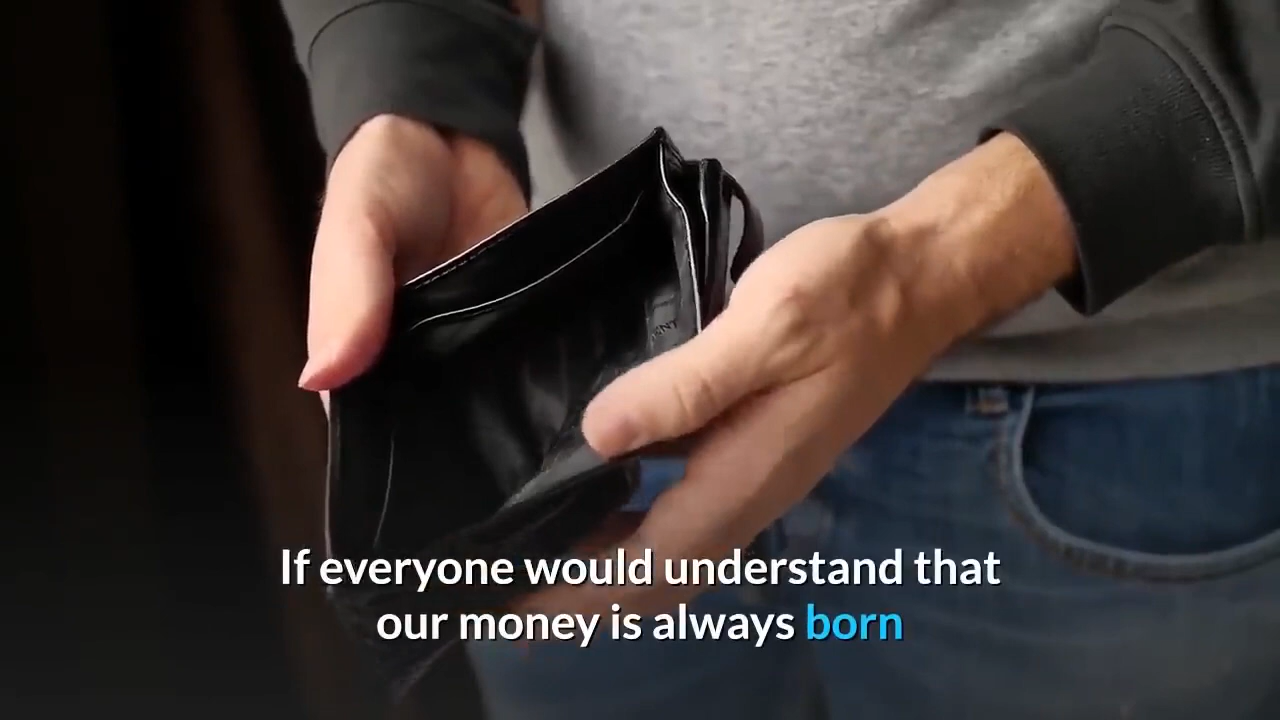 If everyone would understand that
our money is always born